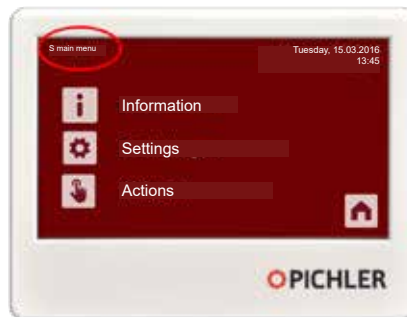 S main menu
Tuesday, 15.03.2016
13:45
Information
Settings
Actions
PICHLER